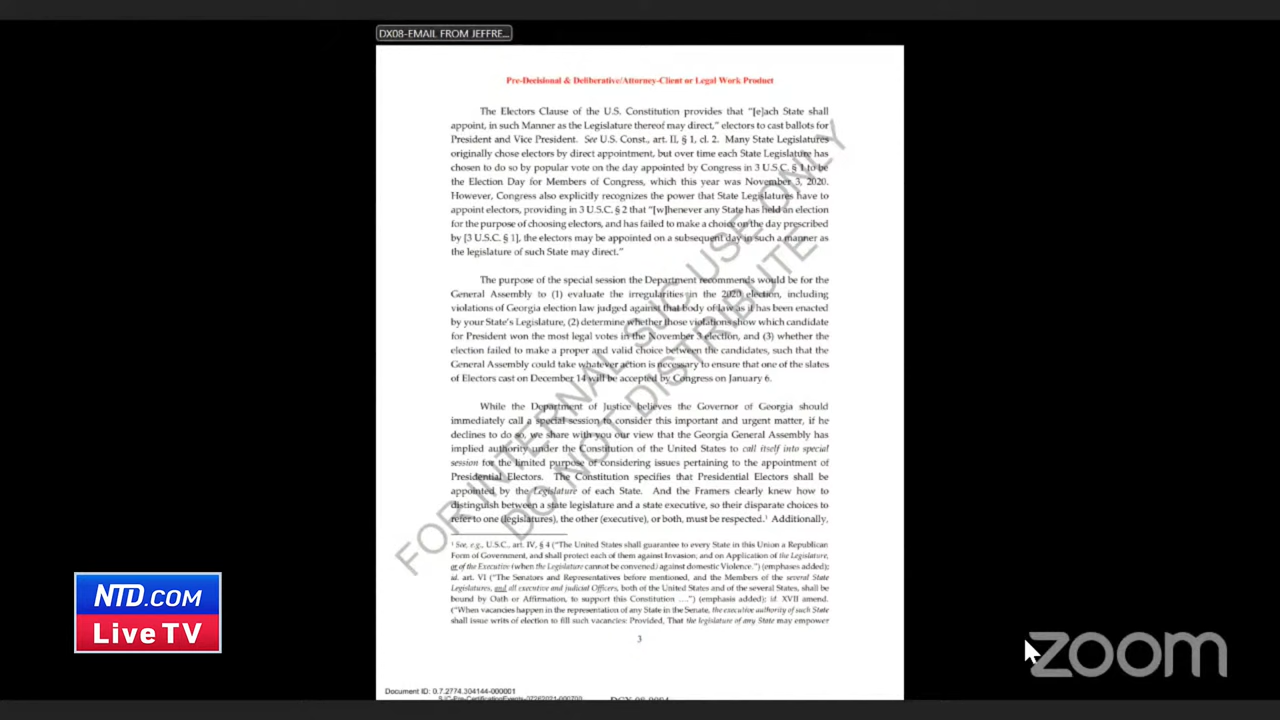 DX08-EMAIL FROM JEFFRE...
Pre-Decisional & Deliberative/Attorney-Client or Legal Work Product
The Electors Clause of the U.S. Constitution provides that “[e]ach State shall
appoint, in such Manner as the Legislature thereof may direct,” electors to cast ballots for
President and Vice President. See U.S. Const., art. II, § 1, cl. 2. Many State Legislatures
originally chose electors by direct appointment, but over time each State Legislature has
chosen to do so by popular vote on the day appointed by Congress in 3 U.S.C. § 1 to be
the Election Day for Members of Congress, which this year was November 3, 2020.
However, Congress also explicitly recognizes the power that State Legislatures have to
appoint electors, providing in 3 U.S.C. § 2 that “[w]henever any State has held an election
for the purpose of choosing electors, and has failed to make a choice on the day prescribed
by [3 U.S.C. § 1], the electors may be appointed on a subsequent day in such a manner as
the legislature of such State may direct.”
The purpose of the special session the Department recommends would be for the
General Assembly to (1) evaluate the irregularities in the 2020 election, including
violations of Georgia election law judged against that body of law as it has been enacted
by your State's Legislature, (2) determine whether those violations show which candidate
for President won the most legal votes in the November 3 election, and (3) whether the
election failed to make a proper and valid choice between the candidates, such that the
General Assembly could take whatever action is necessary to ensure that one of the slates
of Electors cast on December 14 will be accepted by Congress on January 6.
While the Department of Justice believes the Governor of Georgia should
immediately call a special session to consider this important and urgent matter, if he
declines to do so, we share with you our view that the Georgia General Assembly has
implied authority under the Constitution of the United States to call itself into special
session for the limited purpose of considering issues pertaining to the appointment of
Presidential Electors. The Constitution specifies that Presidential Electors shall be
appointed by the Legislature of each State. And the Framers clearly knew how to
distinguish between a state legislature and a state executive, so their disparate choices to
refer to one (legislatures), the other (executive), or both, must be respected.¹ Additionally,
¹ See, e.g., U.S.C., art. IV, § 4 (“The United States shall guarantee to every State in this Union a Republican
Form of Government, and shall protect each of them against Invasion; and on Application of the Legislature,
or of the Executive (when the Legislature cannot be convened) against domestic Violence.”) (emphases added);
id. art. VI (“The Senators and Representatives before mentioned, and the Members of the several State
Legislatures, and all executive and judicial Officers, both of the United States and of the several States, shall be
bound by Oath or Affirmation, to support this Constitution ....”) (emphasis added); id. XVII amend.
(“When vacancies happen in the representation of any State in the Senate, the executive authority of such State
shall issue writs of election to fill such vacancies: Provided, That the legislature of any State may empower
3
FOR INTERNAL SJC USE ONLY
DO NOT DISTRIBUTE
Document ID: 0.7.2774.304144-000001
NTD.COM
Live TV
zoom